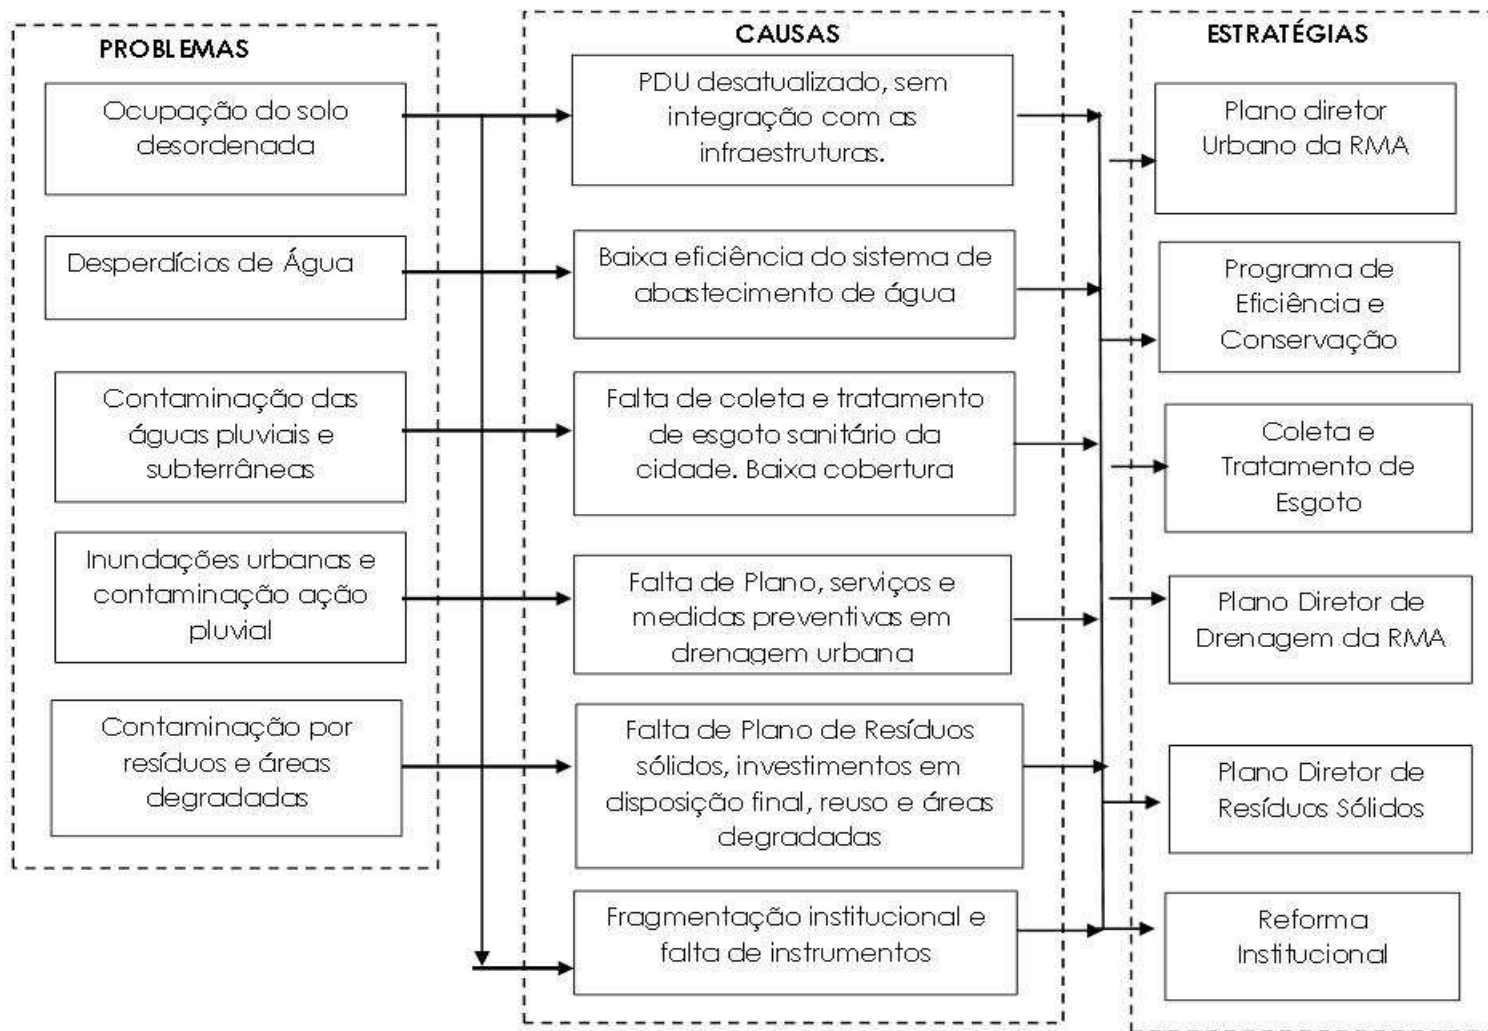 PROBLEMAS
Ocupação do solo
desordenada
Desperdícios de Água
Contaminação das
águas pluviais e
subterrâneas
Inundações urbanas e
contaminação ação
pluvial
Contaminação por
resíduos e áreas
degradadas
CAUSAS
PDU desatualizado, sem
integração com as
infraestruturas.
Baixa eficiência do sistema de
abastecimento de água
Falta de coleta e tratamento
de esgoto sanitário da
cidade. Baixa cobertura
Falta de Plano, serviços e
medidas preventivas em
drenagem urbana
Falta de Plano de Resíduos
sólidos, investimentos em
disposição final, reuso e áreas
degradadas
Fragmentação institucional e
falta de instrumentos
ESTRATÉGIAS
Plano diretor
Urbano da RMA
Programa de
Eficiência e
Conservação
Coleta e
Tratamento de
Esgoto
Plano Diretor de
Drenagem da RMA
Plano Diretor de
Resíduos Sólidos
Reforma
Institucional